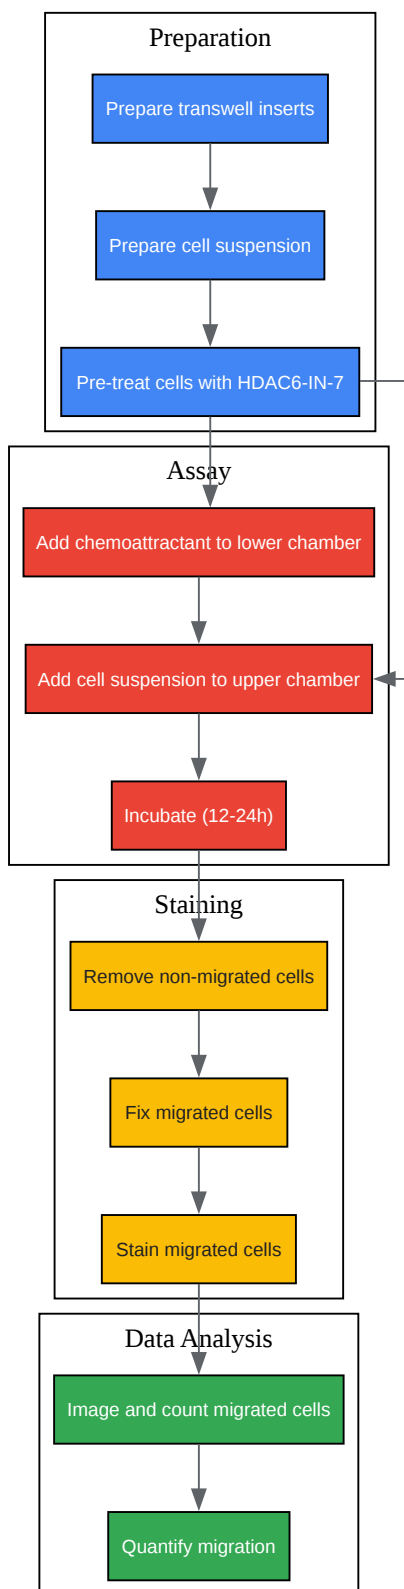 Preparation
Prepare transwell inserts
Prepare cell suspension
Pre-treat cells with HDAC6-IN-7
Assay
Add chemoattractant to lower chamber
Add cell suspension to upper chamber
Incubate (12-24h)
Staining
Remove non-migrated cells
Fix migrated cells
Stain migrated cells
Data Analysis
Image and count migrated cells
Quantify migration